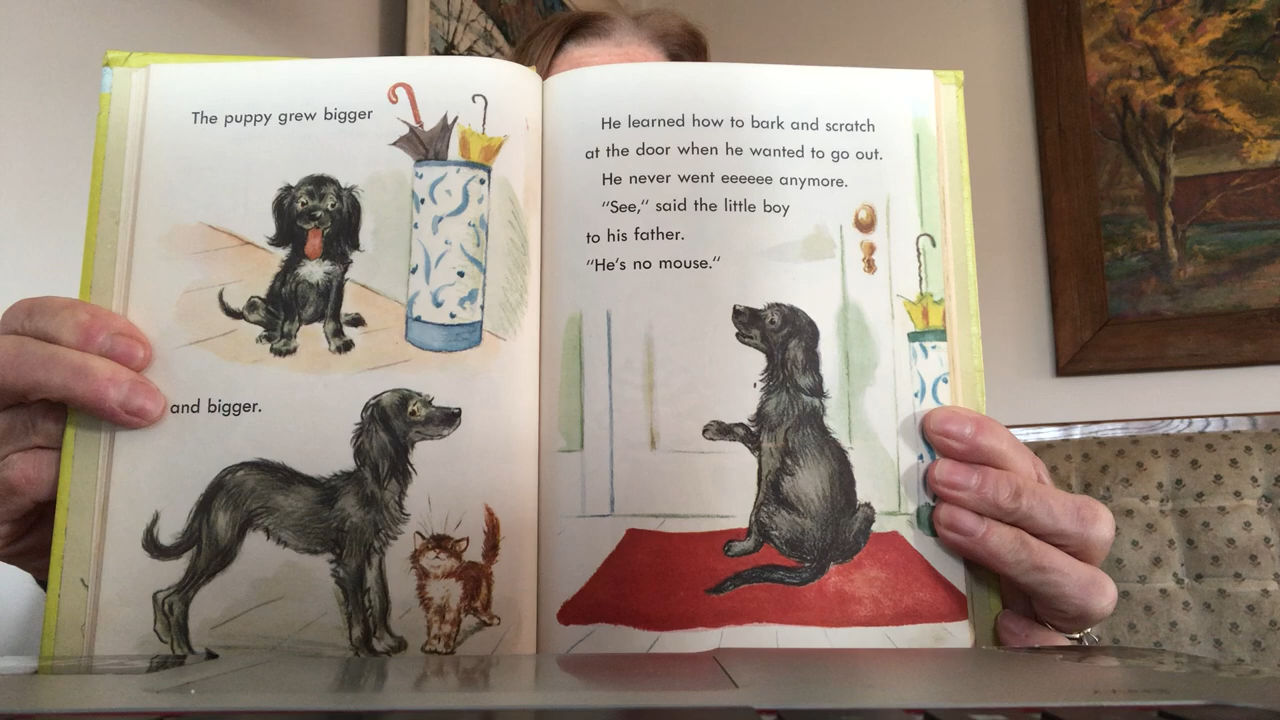 The puppy grew bigger
and bigger.
He learned how to bark and scratch
at the door when he wanted to go out.
He never went eeeeee anymore.
"See," said the little boy
to his father.
"He's no mouse."